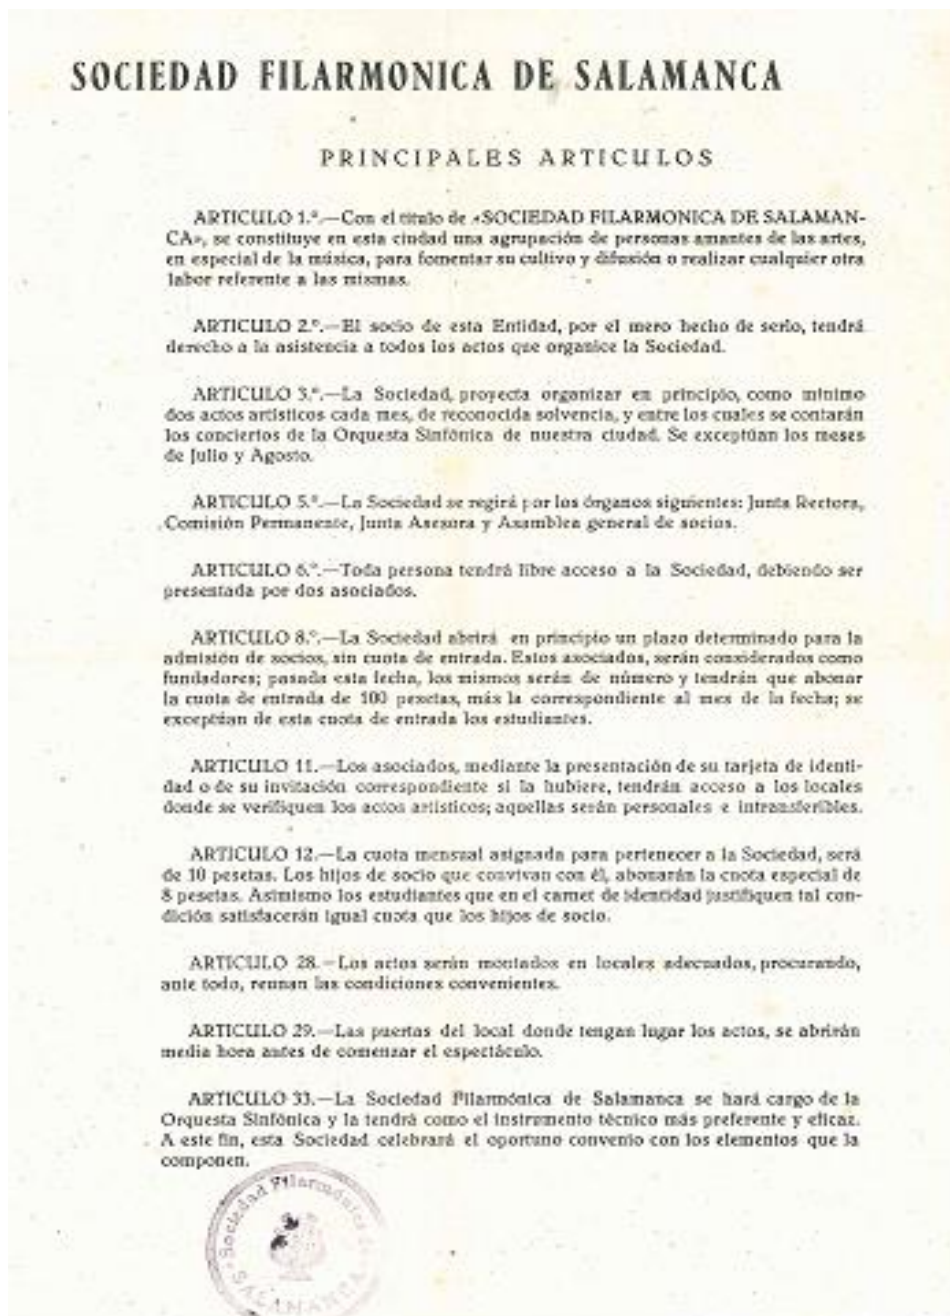 SOCIEDAD FILARMONICA DE SALAMANCA
PRINCIPALES ARTICULOS
ARTICULO 1.º.—Con el titulo de «SOCIEDAD FILARMONICA DE SALAMAN-
CA», se constituye en esta ciudad una agrupación de personas amantes de las artes,
en especial de la música, para fomentar su cultivo y difusión o realizar cualquier otra
labor referente a las mismas.
ARTICULO 2.º.—El socio de esta Entidad, por el mero hecho de serlo, tendrá
derecho a la asistencia a todos los actos que organice la Sociedad.
ARTICULO 3.º.—La Sociedad, proyecta organizar en principio, como mínimo
dos actos artísticos cada mes, de reconocida solvencia, y entre los cuales se contarán
los conciertos de la Orquesta Sinfónica de nuestra ciudad. Se exceptúan los meses
de Julio y Agosto.
ARTICULO 5.º.—La Sociedad se regirá por los órganos siguientes: Junta Rectora,
Comisión Permanente, Junta Asesora y Asamblea general de socios.
ARTICULO 6.º.—Toda persona tendrá libre acceso a la Sociedad, debiendo ser
presentada por dos asociados.
ARTICULO 8.º.—La Sociedad abrirá en principio un plazo determinado para la
admisión de socios, sin cuota de entrada. Estos asociados, serán considerados como
fundadores; pasada esta fecha, los mismos serán de número y tendrán que abonar
la cuota de entrada de 100 pesetas, más la correspondiente al mes de la fecha; se
exceptúan de esta cuota de entrada los estudiantes.
ARTICULO 11.—Los asociados, mediante la presentación de su tarjeta de identi-
dad o de su invitación correspondiente si la hubiere, tendrán acceso a los locales
donde se verifiquen los actos artísticos; aquellas serán personales e intransferibles.
ARTICULO 12.—La cuota mensual asignada para pertenecer a la Sociedad, será
de 10 pesetas. Los hijos de socio que convivan con él, abonarán la cuota especial de
8 pesetas. Asimismo los estudiantes que en el carnet de identidad justifiquen tal con-
dición satisfacerán igual cuota que los hijos de socio.
ARTICULO 28.—Los actos serán montados en locales adecuados, procurando,
ante todo, reunan las condiciones convenientes.
ARTICULO 29.—Las puertas del local donde tengan lugar los actos, se abrirán
media hora antes de comenzar el espectáculo.
ARTICULO 33.—La Sociedad Filarmónica de Salamanca se hará cargo de la
Orquesta Sinfónica y la tendrá como el instrumento técnico más preferente y eficaz.
A este fin, esta Sociedad celebrará el oportuno convenio con los elementos que la
componen.
Sociedad Filarmónica de
SALAMANCA